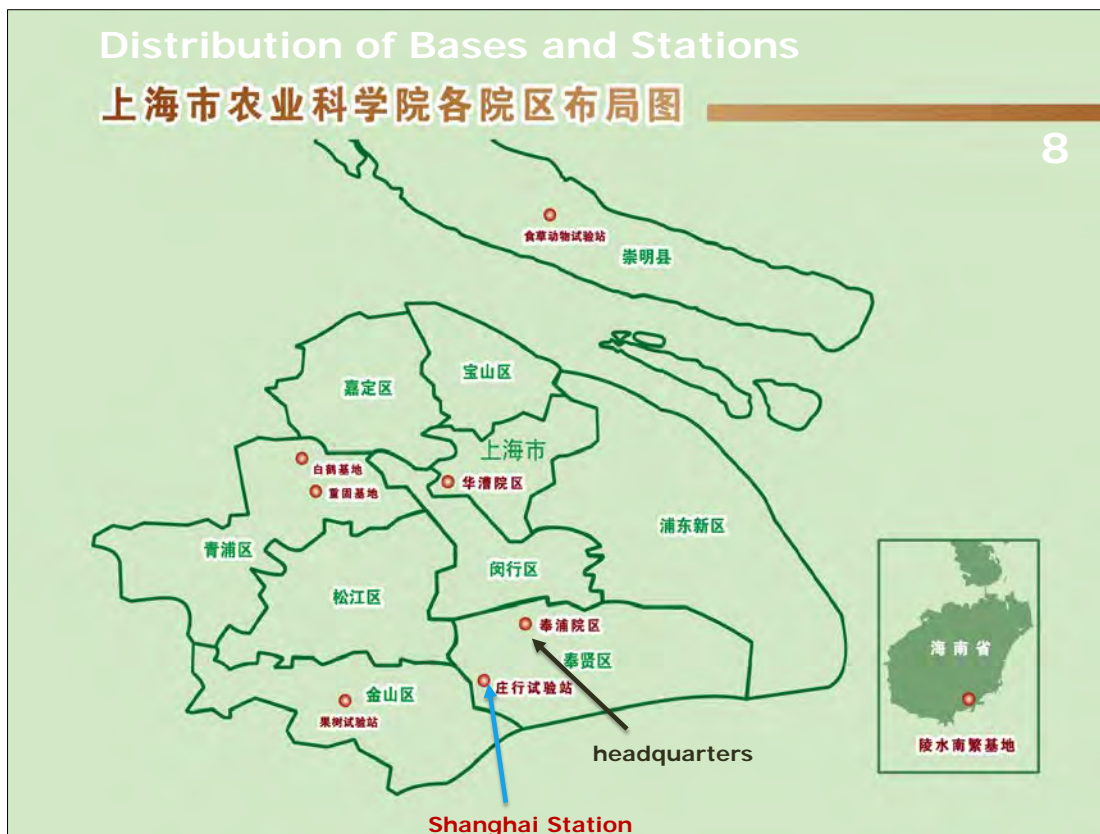 Distribution of Bases and Stations
上海市农业科学院各院区布局图
8
食草动物试验站
崇明县
宝山区
嘉定区
上海市
白鹤基地
华漕院区
重固基地
浦东新区
青浦区
闵行区
松江区
奉浦院区
海南省
奉贤区
庄行试验站
金山区
果树试验站
陵水南繁基地
headquarters
Shanghai Station